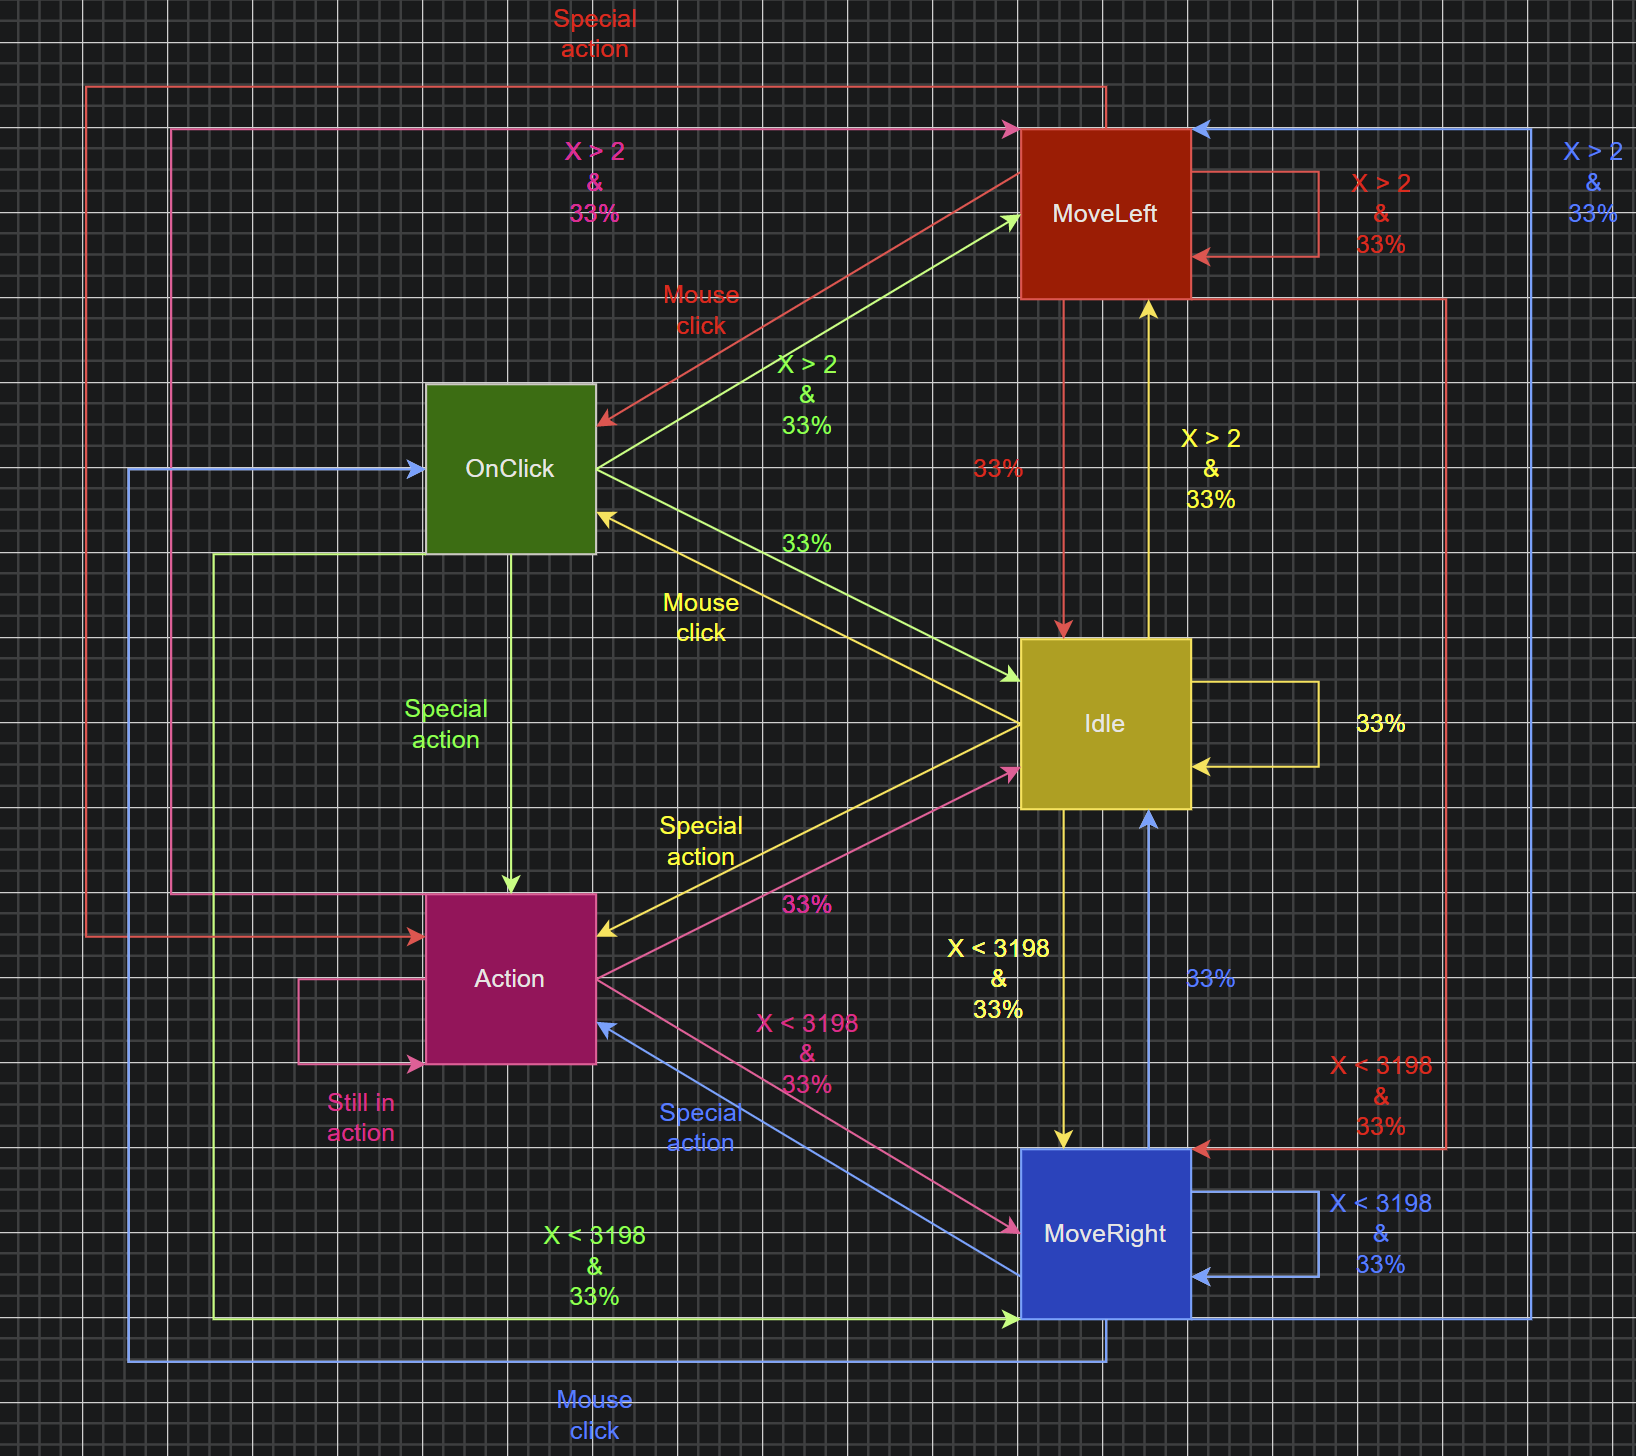 Special
action
X > 2
&
33%
MoveLeft
X > 2
&
33%
X > 2
&
33%
Mouse
click
X > 2
&
33%
OnClick
33%
X > 2
&
33%
33%
Mouse
click
Special
action
Idle
33%
Special
action
33%
Action
X < 3198
&
33%
33%
X < 3198
&
33%
Still in
action
Special
action
X < 3198
&
33%
MoveRight
X < 3198
&
33%
X < 3198
&
33%
Mouse
click